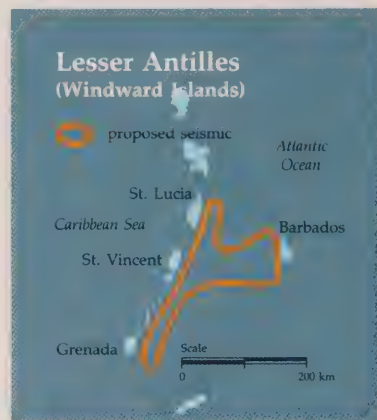 Lesser Antilles
(Windward Islands)
proposed seismic
Atlantic
Ocean
St. Lucia
Caribbean Sea
Barbados
St. Vincent
Grenada
Scale
0 200 km